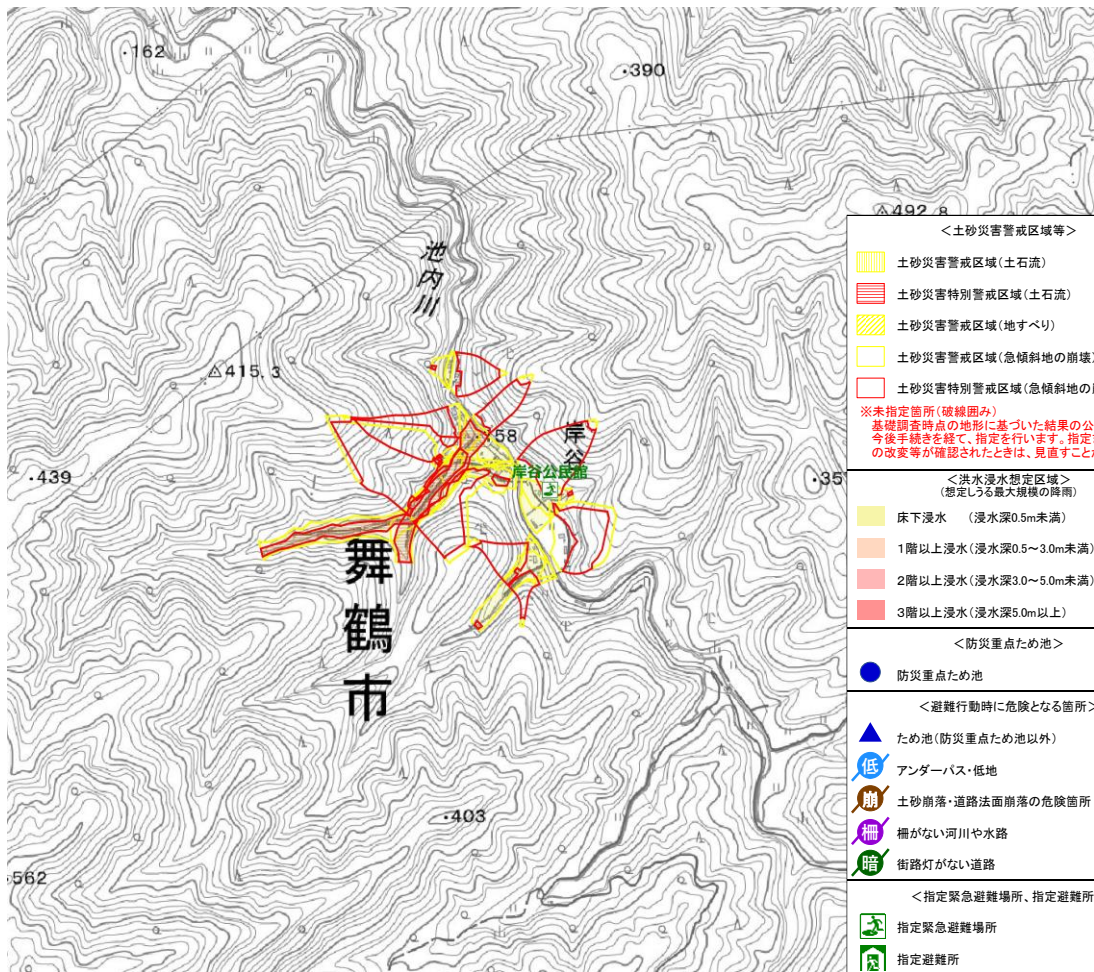 ・162
・390
△492.8
池内川
△415.3
・58
岸谷
岸谷公民館
・439
・35
舞鶴市
・403
・562
<土砂災害警戒区域等>
土砂災害警戒区域(土石流)
土砂災害特別警戒区域(土石流)
土砂災害警戒区域(地すべり)
土砂災害警戒区域(急傾斜地の崩壊)
土砂災害特別警戒区域(急傾斜地の
※未指定箇所(破線囲み)
基礎調査時点の地形に基づいた結果の公
今後手続きを経て、指定を行います。指定
の改変等が確認されたときは、見直すこと
<洪水浸水想定区域>
(想定しうる最大規模の降雨)
床下浸水 (浸水深0.5m未満)
1階以上浸水(浸水深0.5～3.0m未満)
2階以上浸水(浸水深3.0～5.0m未満)
3階以上浸水(浸水深5.0m以上)
<防災重点ため池>
防災重点ため池
<避難行動時に危険となる箇所>
ため池(防災重点ため池以外)
低 アンダーパス・低地
崩 土砂崩落・道路法面崩落の危険箇所
柵 柵がない河川や水路
暗 街路灯がない道路
<指定緊急避難場所、指定避難所
指定緊急避難場所
指定避難所